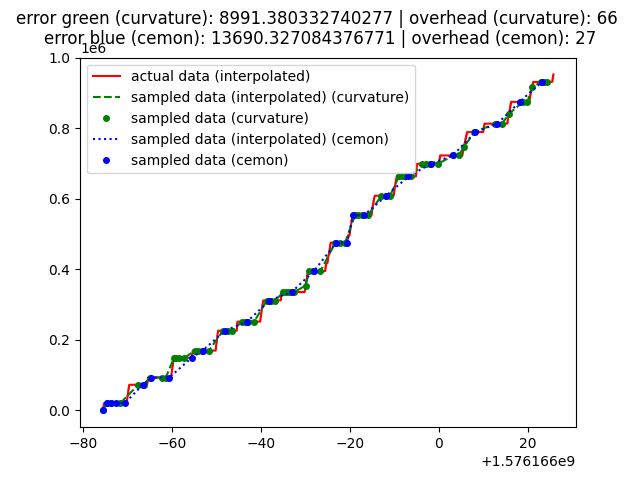 error green (curvature): 8991.380332740277 | overhead (curvature): 66
error blue (cemon): 13690.327084376771 | overhead (cemon): 27
1e6
actual data (interpolated)
sampled data (interpolated) (curvature)
sampled data (curvature)
sampled data (interpolated) (cemon)
sampled data (cemon)
1.0
0.8
0.6
0.4
0.2
0.0
−80 −60 −40 −20 0 20
+1.576166e9